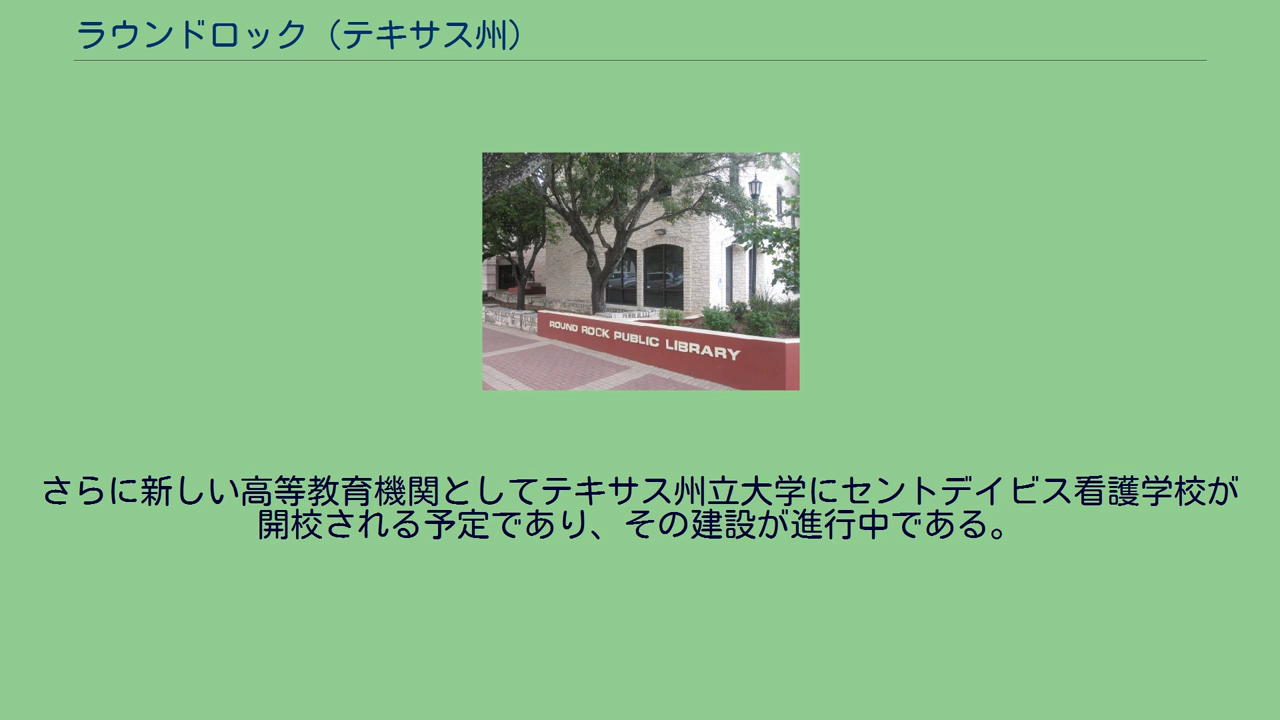 ラウンドロック（テキサス州）
ROUND ROCK PUBLIC LIBRARY
さらに新しい高等教育機関としてテキサス州立大学にセントデイビス看護学校が
開校される予定であり、その建設が進行中である。